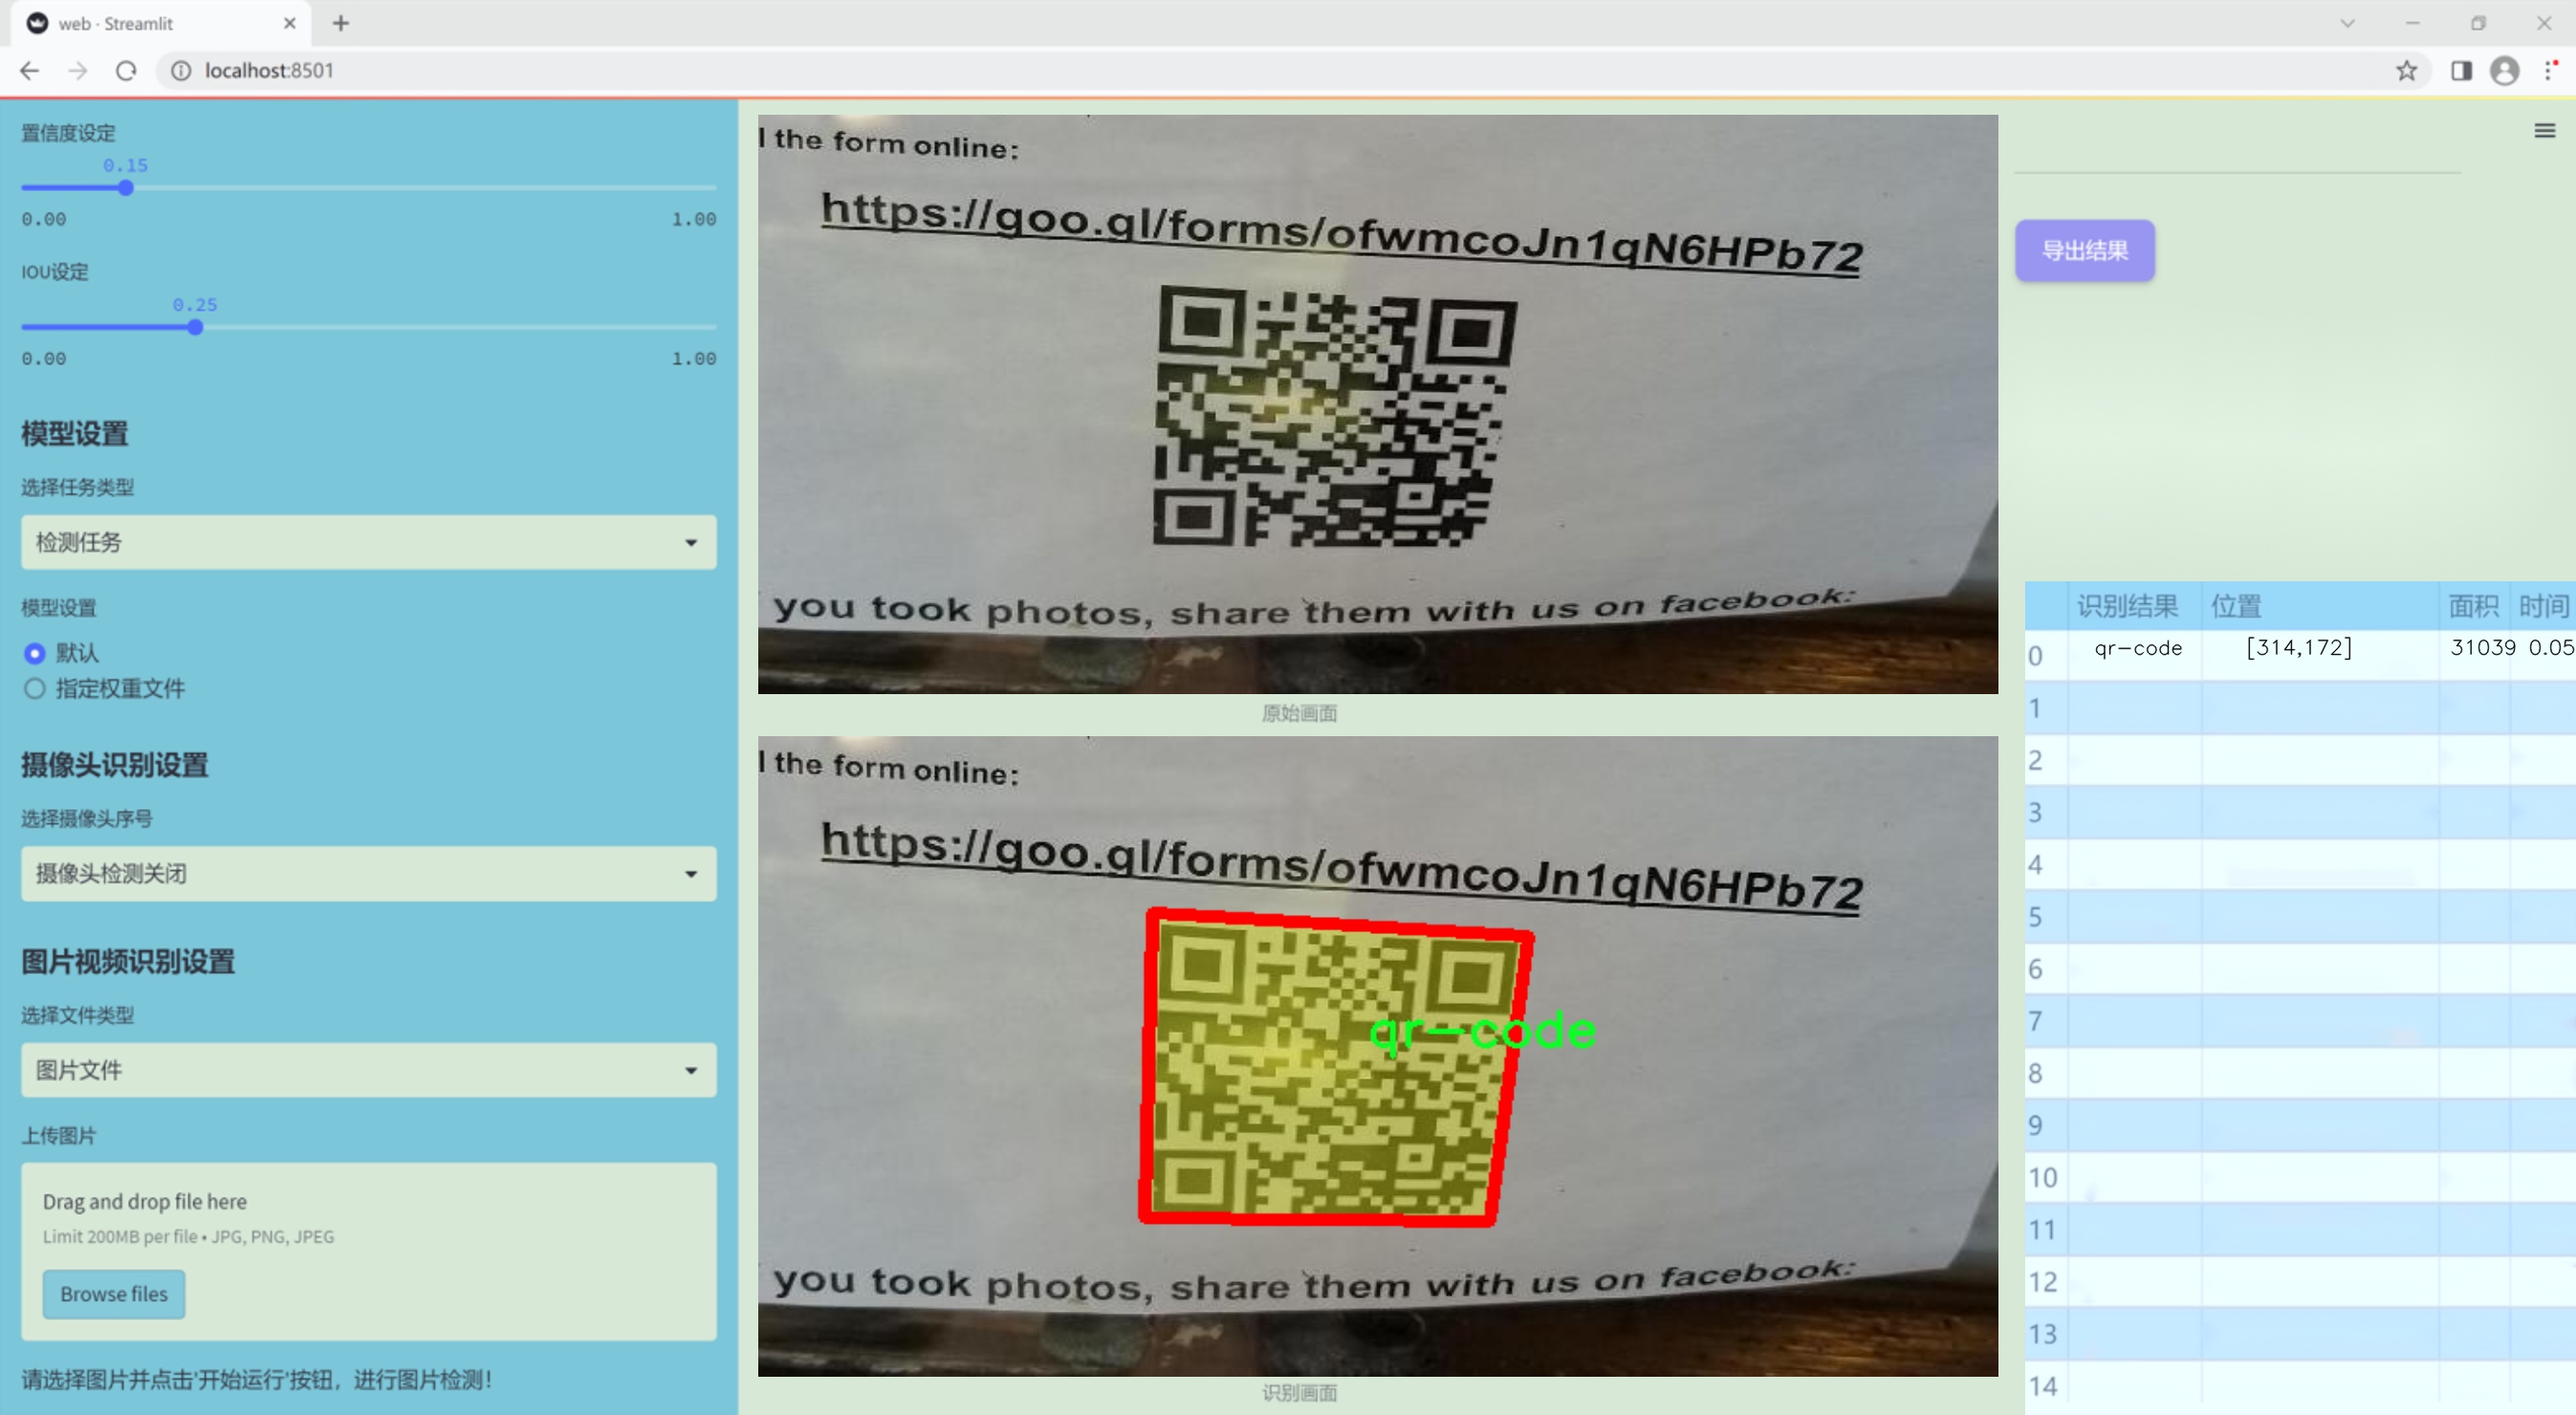 web · Streamlit
localhost:8501
置信度设定
0.15
0.00 1.00
IOU设定
0.25
0.00 1.00
模型设置
选择任务类型
检测任务
模型设置
默认
指定权重文件
摄像头识别设置
选择摄像头序号
摄像头检测关闭
图片视频识别设置
选择文件类型
图片文件
上传图片
Drag and drop file here
Limit 200MB per file • JPG, PNG, JPEG
Browse files
请选择图片并点击'开始运行'按钮，进行图片检测！
l the form online:
https://goo.gl/forms/ofwmcoJn1qN6HPb72
you took photos, share them with us on facebook:
原始画面
l the form online:
https://goo.gl/forms/ofwmcoJn1qN6HPb72
qr-code
you took photos, share them with us on facebook:
识别画面
导出结果
识别结果 位置 面积 时间
0 qr-code [314,172] 31039 0.05
1
2
3
4
5
6
7
8
9
10
11
12
13
14